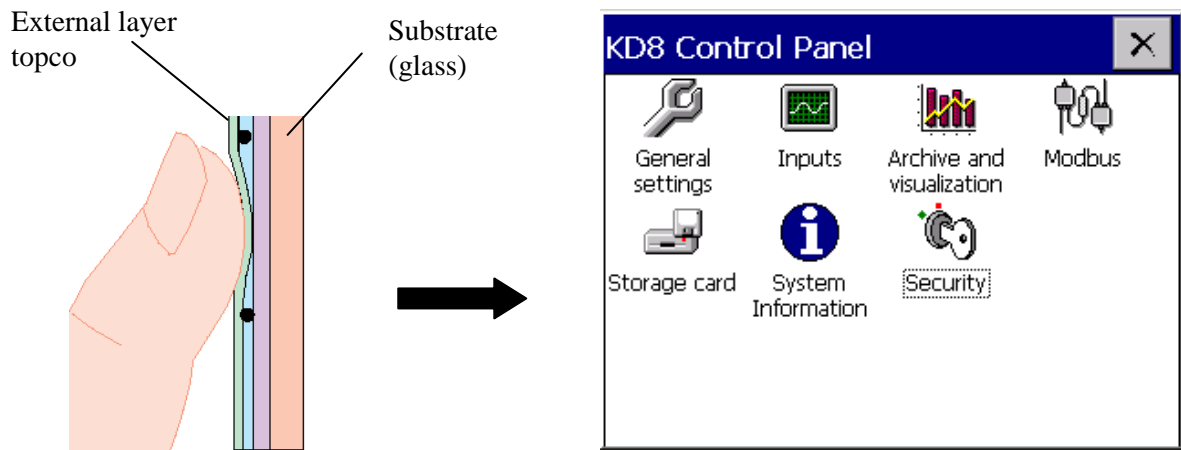 External layer
topco
Substrate
(glass)
KD8 Control Panel
General
settings
Inputs
Archive and
visualization
Modbus
Storage card
System
Information
Security